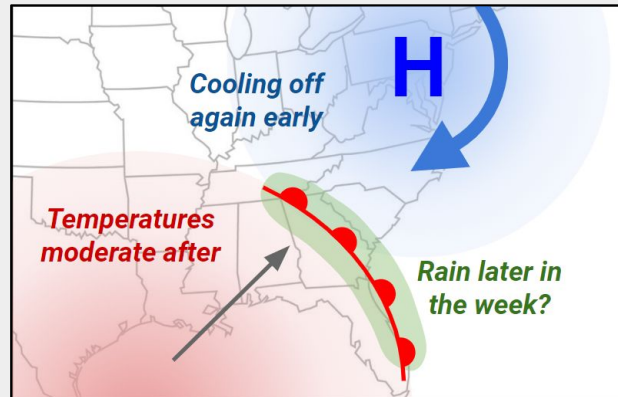 H
Cooling off
again early
Temperatures
moderate after
Rain later in
the week?